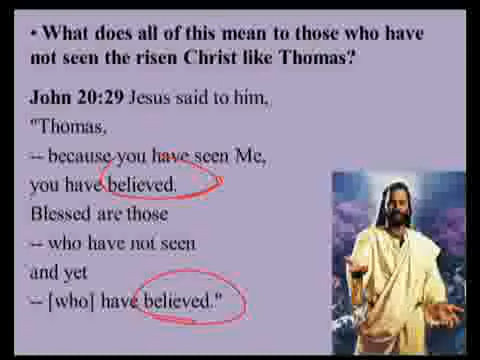 • What does all of this mean to those who have
not seen the risen Christ like Thomas?
John 20:29 Jesus said to him,
"Thomas,
-- because you have seen Me,
you have believed.
Blessed are those
-- who have not seen
and yet
-- [who] have believed."